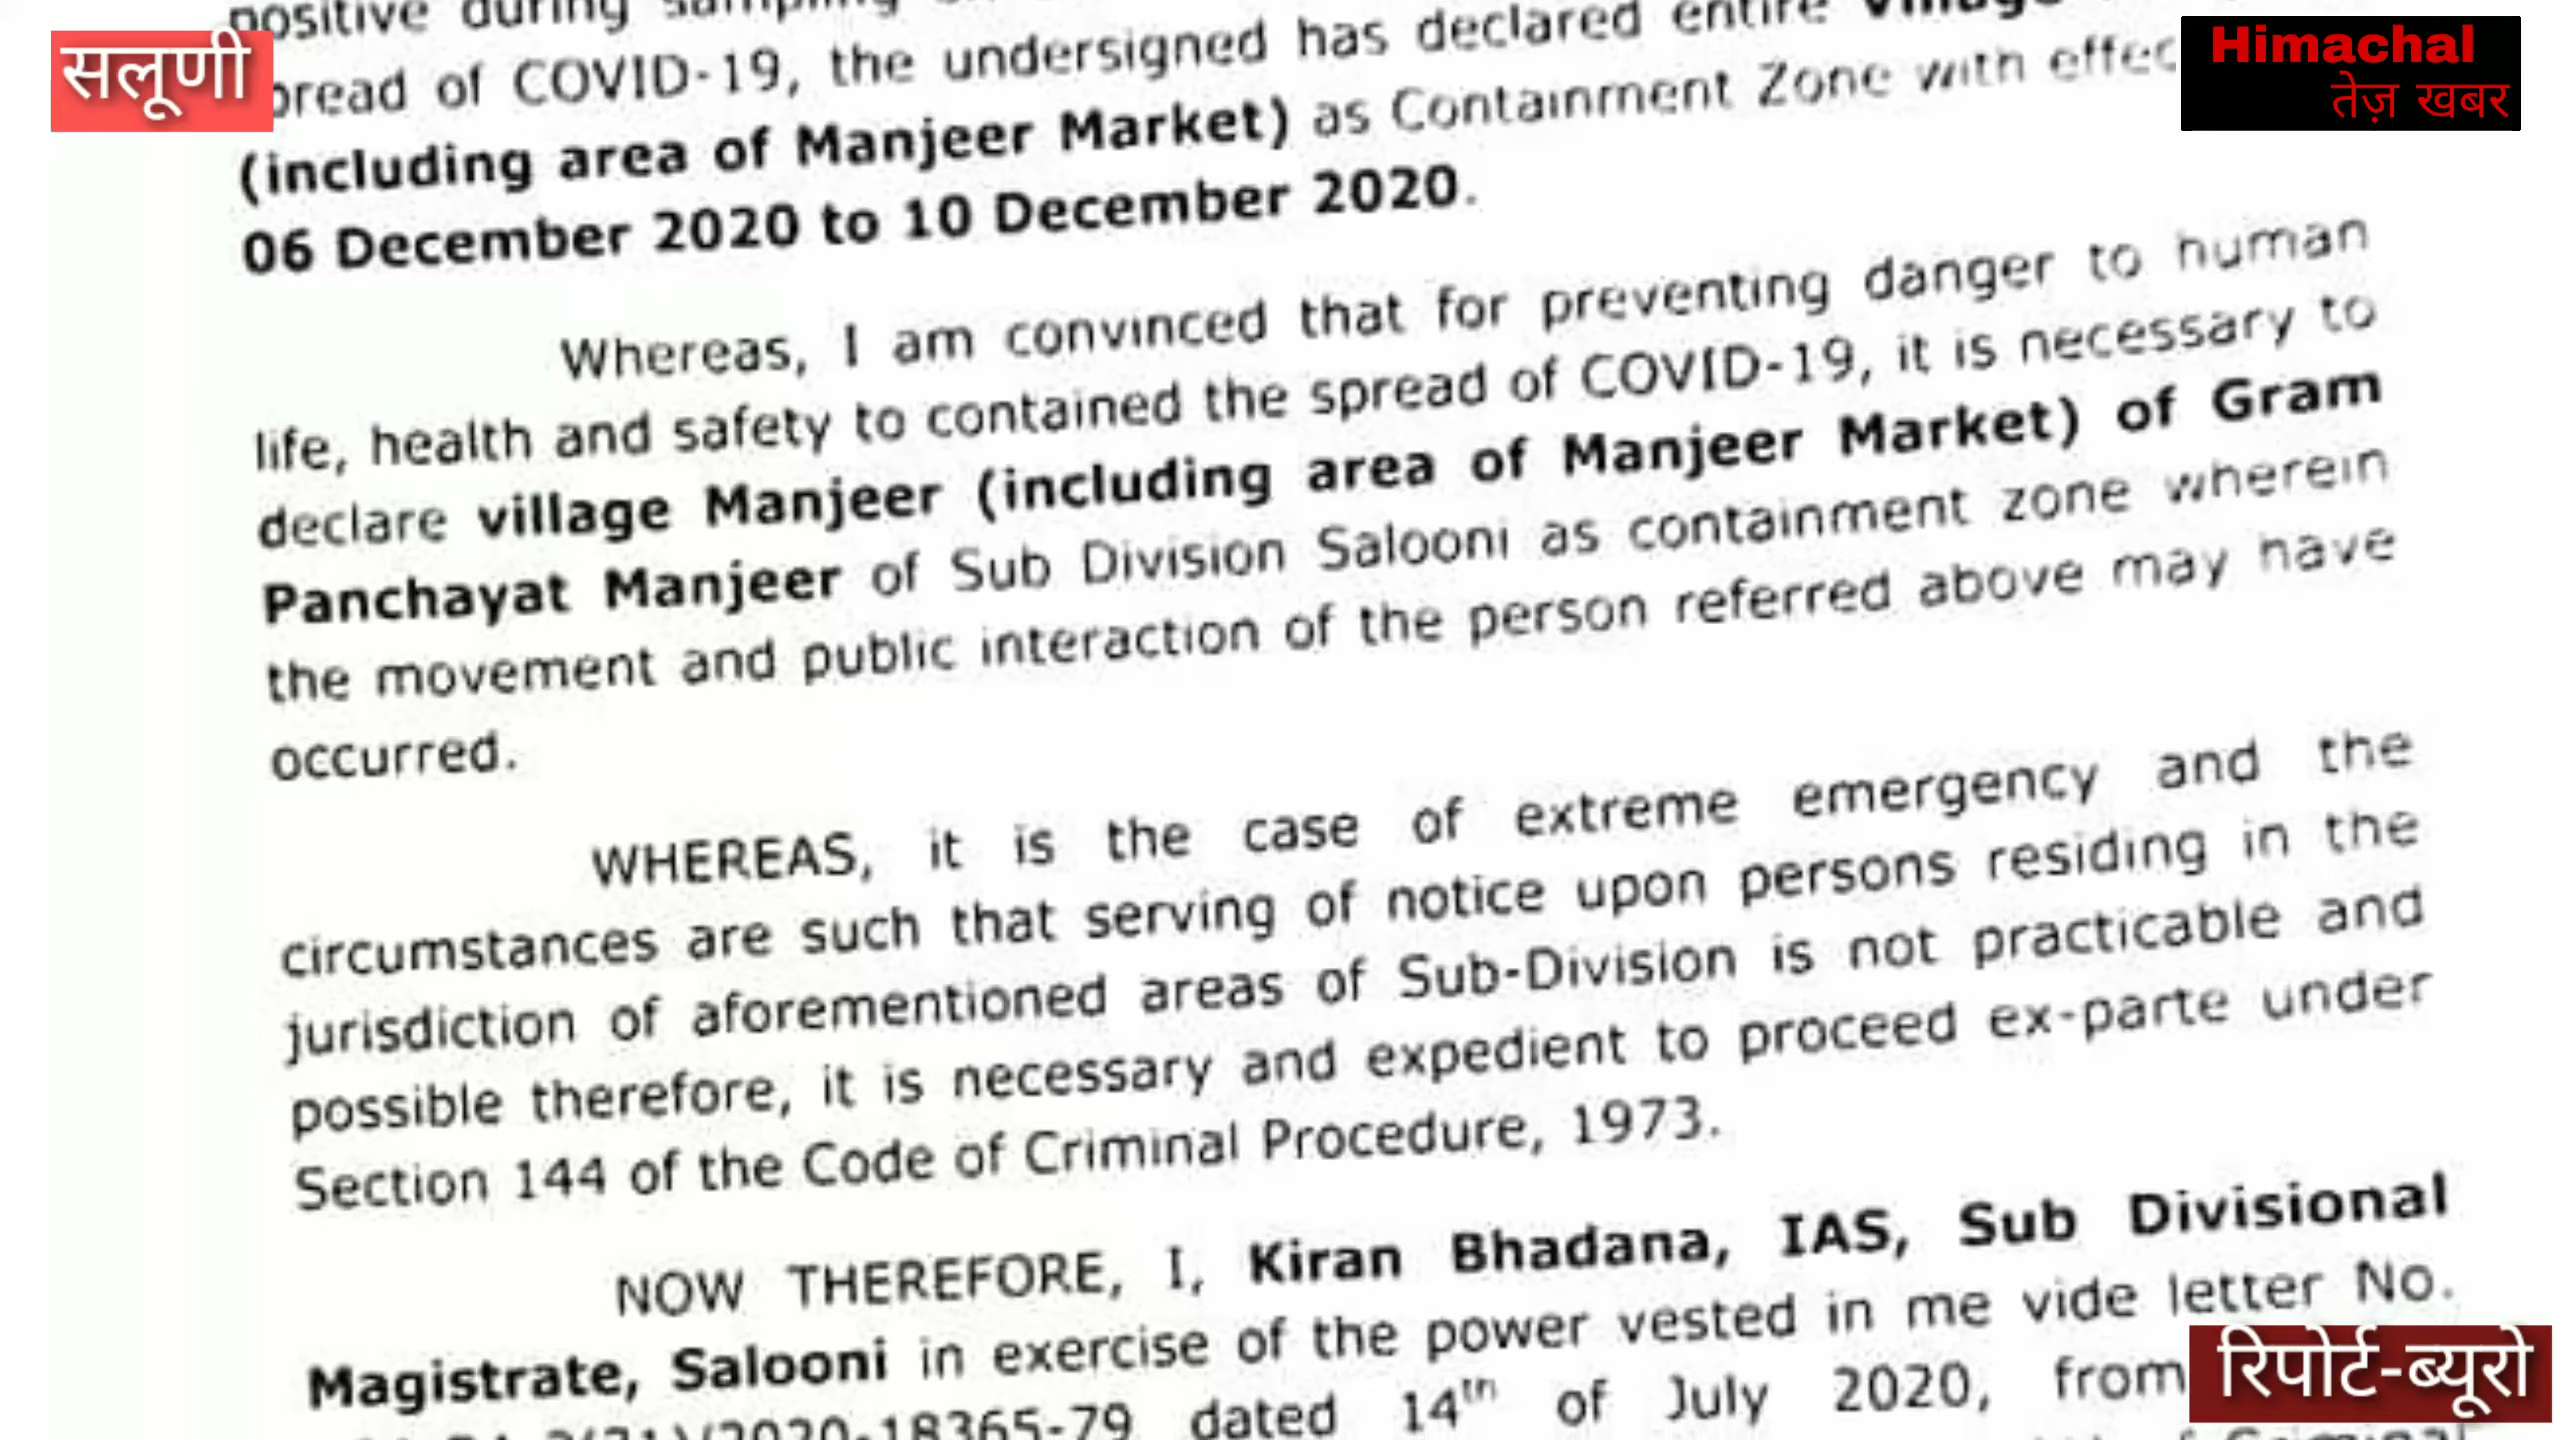 सलूणी
Himachal
तेज़ खबर
positive during sampling
spread of COVID-19, the undersigned has declared entire
(including area of Manjeer Market) as Containment Zone with effec
06 December 2020 to 10 December 2020.
Whereas, I am convinced that for preventing danger to human
life, health and safety to contained the spread of COVID-19, it is necessary to
declare village Manjeer (including area of Manjeer Market) of Gram
Panchayat Manjeer of Sub Division Salooni as containment zone wherein
the movement and public interaction of the person referred above may have
occurred.
WHEREAS, it is the case of extreme emergency and the
circumstances are such that serving of notice upon persons residing in the
jurisdiction of aforementioned areas of Sub-Division is not practicable and
possible therefore, it is necessary and expedient to proceed ex-parte under
Section 144 of the Code of Criminal Procedure, 1973.
NOW THEREFORE, I, Kiran Bhadana, IAS, Sub Divisional
Magistrate, Salooni in exercise of the power vested in me vide letter No.
dated 14th of July 2020, from
रिपोर्ट-ब्यूरो